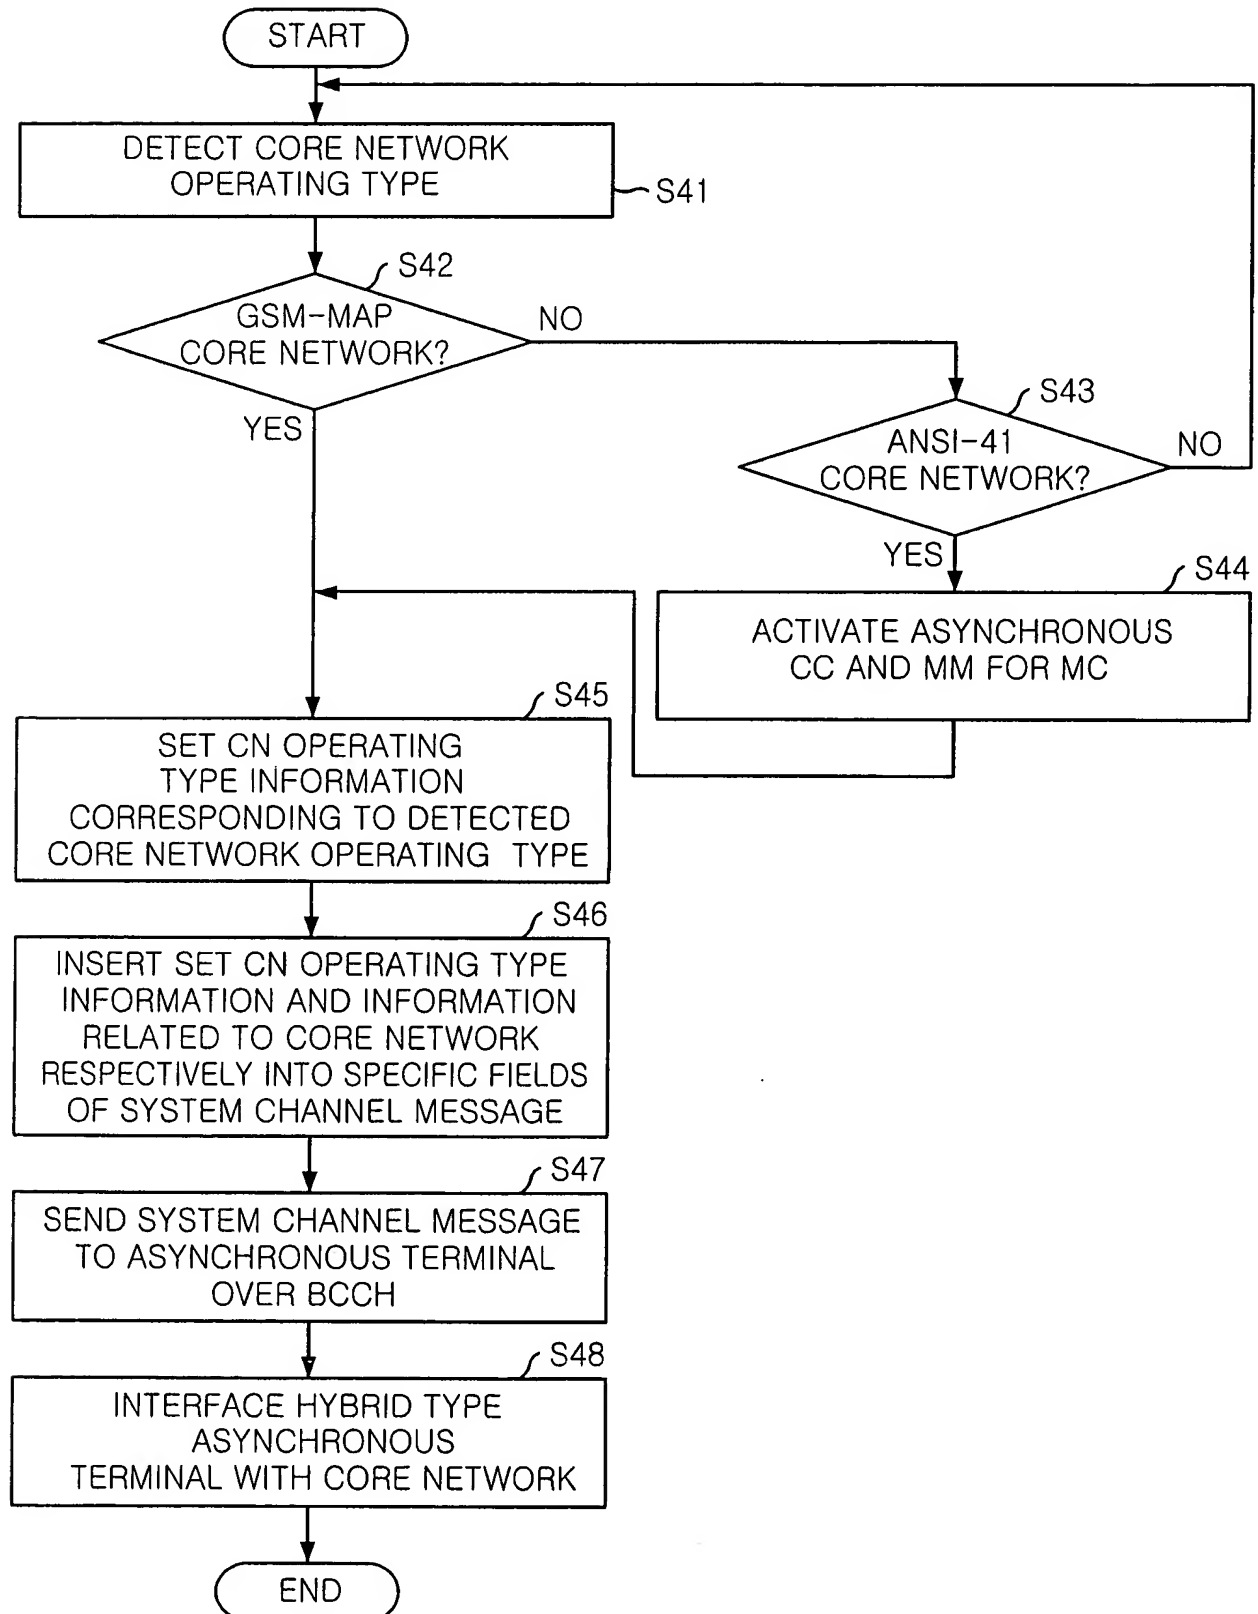 START
DETECT CORE NETWORK
OPERATING TYPE
S41
S42
GSM-MAP
CORE NETWORK?
NO
YES
S43
ANSI-41
CORE NETWORK?
NO
YES
S44
ACTIVATE ASYNCHRONOUS
CC AND MM FOR MC
S45
SET CN OPERATING
TYPE INFORMATION
CORRESPONDING TO DETECTED
CORE NETWORK OPERATING TYPE
S46
INSERT SET CN OPERATING TYPE
INFORMATION AND INFORMATION
RELATED TO CORE NETWORK
RESPECTIVELY INTO SPECIFIC FIELDS
OF SYSTEM CHANNEL MESSAGE
S47
SEND SYSTEM CHANNEL MESSAGE
TO ASYNCHRONOUS TERMINAL
OVER BCCH
S48
INTERFACE HYBRID TYPE
ASYNCHRONOUS
TERMINAL WITH CORE NETWORK
END